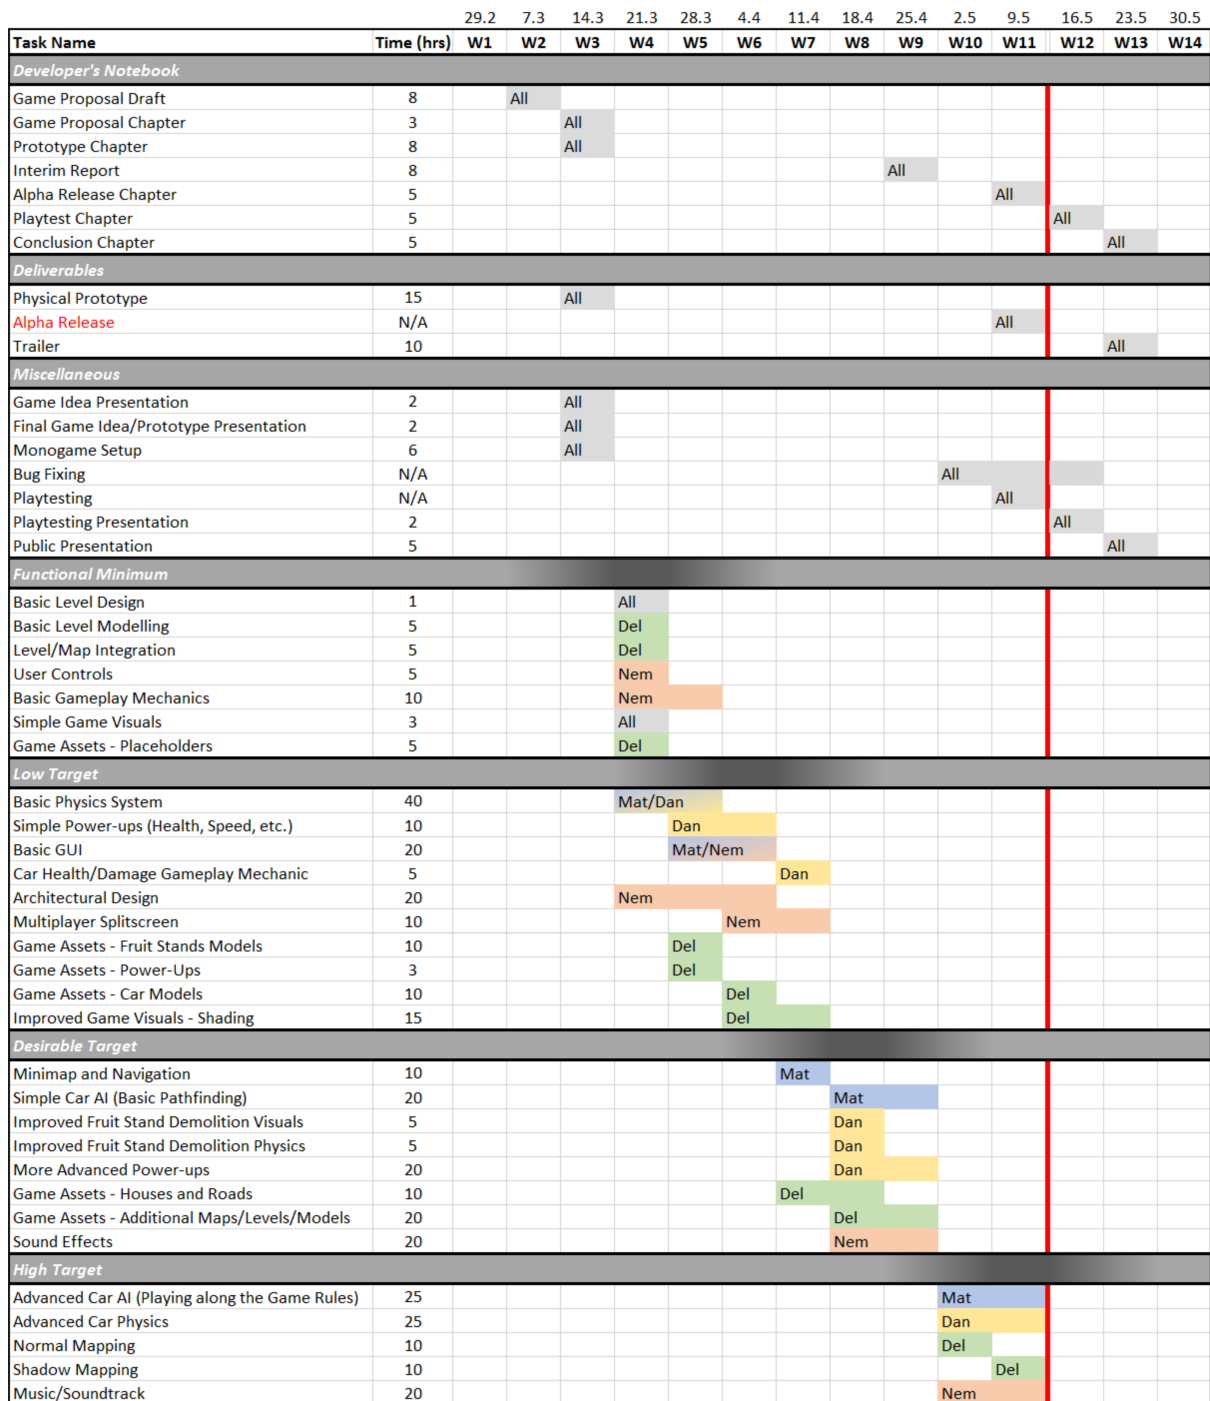 29.2 7.3 14.3 21.3 28.3 4.4 11.4 18.4 25.4 2.5 9.5 16.5 23.5 30.5
Task Name Time (hrs) W1 W2 W3 W4 W5 W6 W7 W8 W9 W10 W11 W12 W13 W14
Developer's Notebook
Game Proposal Draft 8 All
Game Proposal Chapter 3 All
Prototype Chapter 8 All
Interim Report 8 All
Alpha Release Chapter 5 All
Playtest Chapter 5 All
Conclusion Chapter 5 All
Deliverables
Physical Prototype 15 All
Alpha Release N/A All
Trailer 10 All
Miscellaneous
Game Idea Presentation 2 All
Final Game Idea/Prototype Presentation 2 All
Monogame Setup 6 All
Bug Fixing N/A All
Playtesting N/A All
Playtesting Presentation 2 All
Public Presentation 5 All
Functional Minimum
Basic Level Design 1 All
Basic Level Modelling 5 Del
Level/Map Integration 5 Del
User Controls 5 Nem
Basic Gameplay Mechanics 10 Nem
Simple Game Visuals 3 All
Game Assets - Placeholders 5 Del
Low Target
Basic Physics System 40 Mat/Dan
Simple Power-ups (Health, Speed, etc.) 10 Dan
Basic GUI 20 Mat/Nem
Car Health/Damage Gameplay Mechanic 5 Dan
Architectural Design 20 Nem
Multiplayer Splitscreen 10 Nem
Game Assets - Fruit Stands Models 10 Del
Game Assets - Power-Ups 3 Del
Game Assets - Car Models 10 Del
Improved Game Visuals - Shading 15 Del
Desirable Target
Minimap and Navigation 10 Mat
Simple Car AI (Basic Pathfinding) 20 Mat
Improved Fruit Stand Demolition Visuals 5 Dan
Improved Fruit Stand Demolition Physics 5 Dan
More Advanced Power-ups 20 Dan
Game Assets - Houses and Roads 10 Del
Game Assets - Additional Maps/Levels/Models 20 Del
Sound Effects 20 Nem
High Target
Advanced Car AI (Playing along the Game Rules) 25 Mat
Advanced Car Physics 25 Dan
Normal Mapping 10 Del
Shadow Mapping 10 Del
Music/Soundtrack 20 Nem